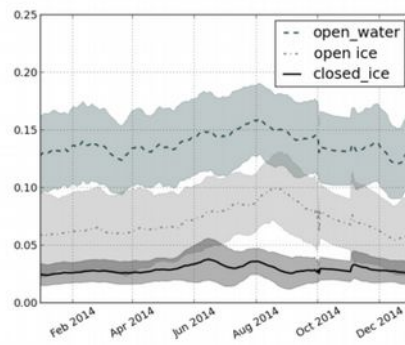 0.25
open_water
open ice
closed_ice
0.20
0.15
0.10
0.05
0.00
Feb 2014
Apr 2014
Jun 2014
Aug 2014
Oct 2014
Dec 2014